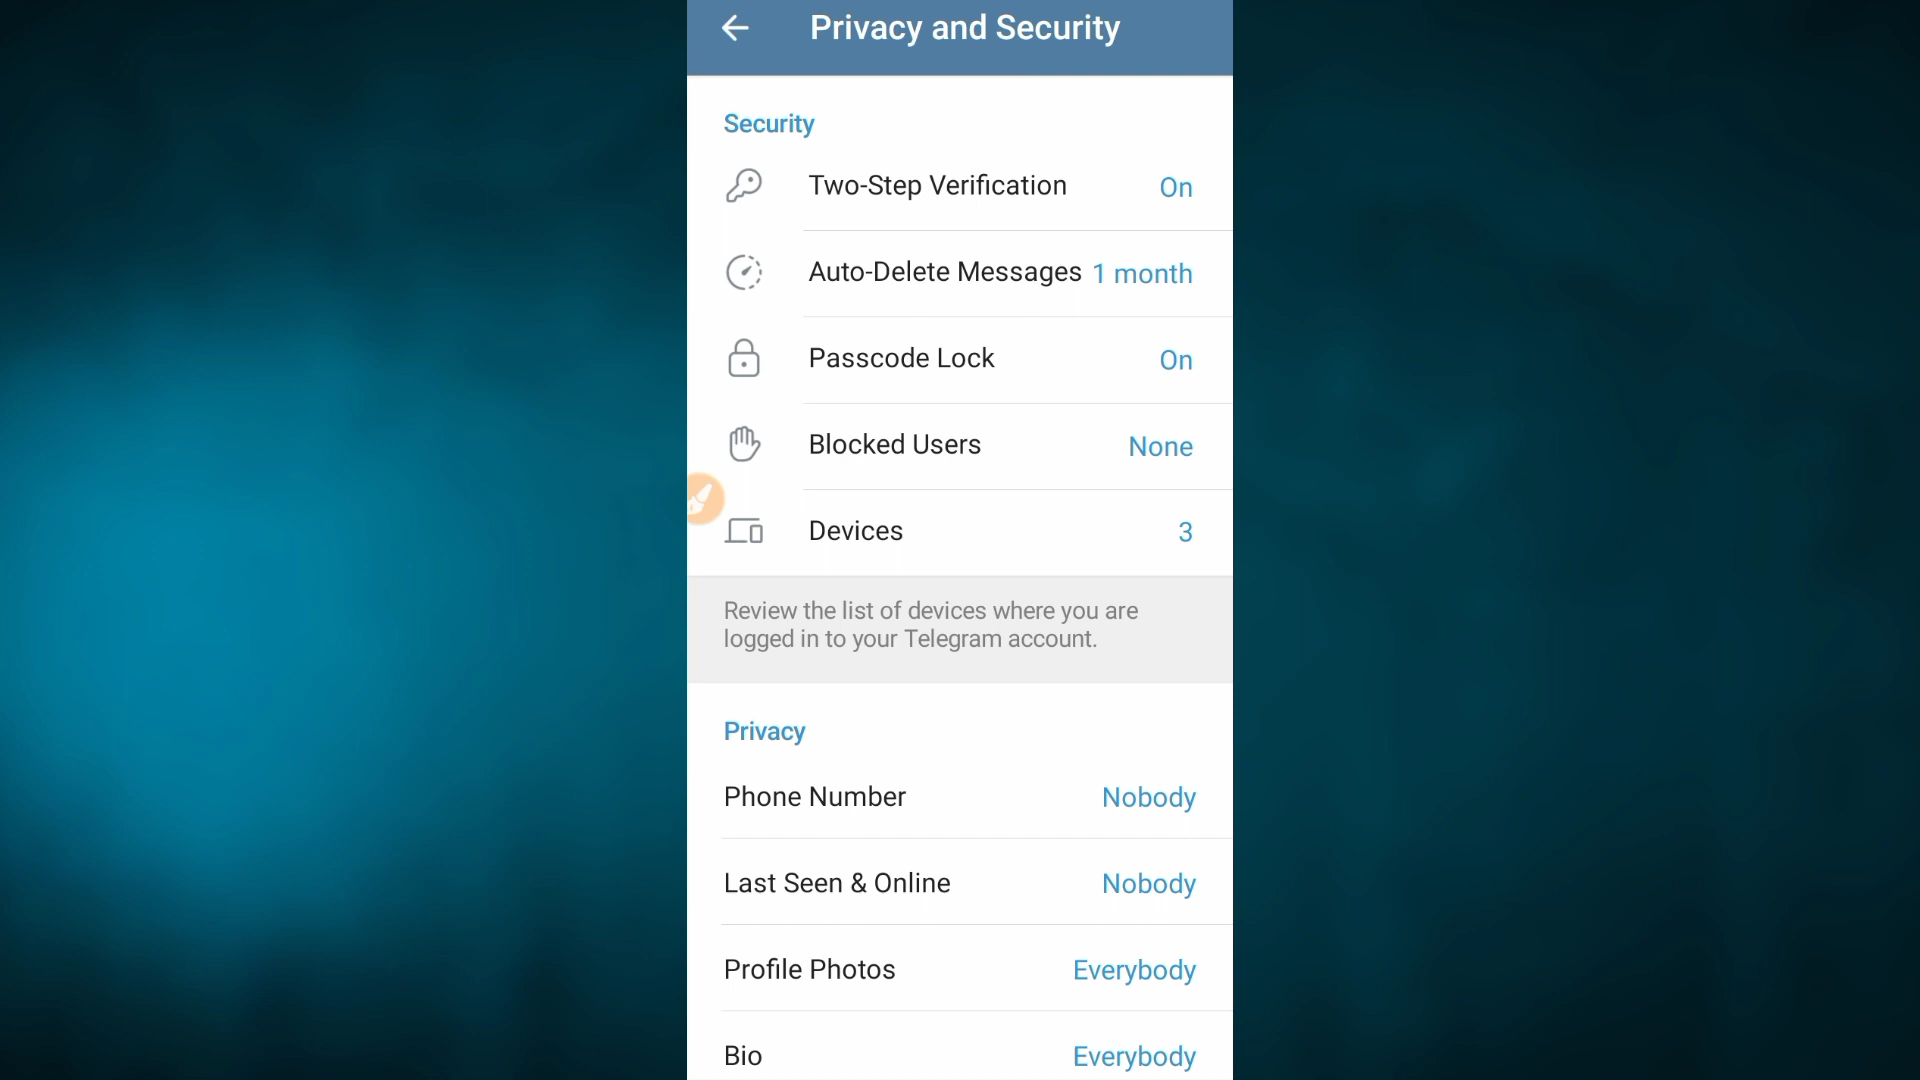 Privacy and Security
Security
Two-Step Verification On
Auto-Delete Messages 1 month
Passcode Lock On
Blocked Users None
Devices 3
Review the list of devices where you are
logged in to your Telegram account.
Privacy
Phone Number Nobody
Last Seen & Online Nobody
Profile Photos Everybody
Bio Everybody